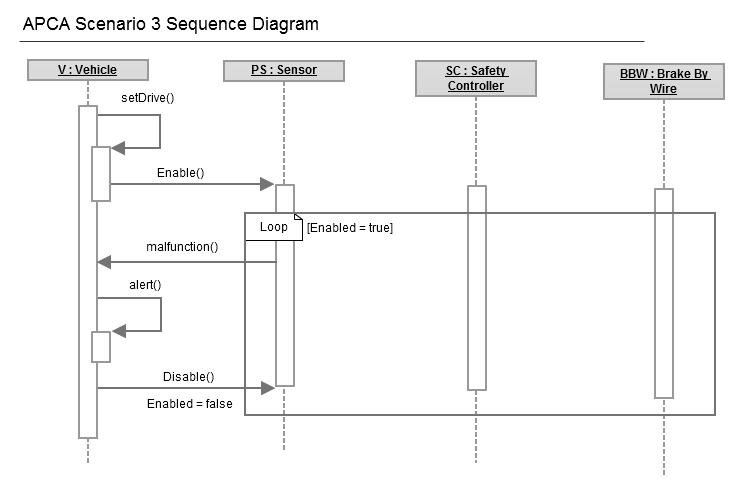 APCA Scenario 3 Sequence Diagram
V : Vehicle
PS : Sensor
SC : Safety
Controller
BBW : Brake By
Wire
setDrive()
Enable()
Loop
[Enabled = true]
malfunction()
alert()
Disable()
Enabled = false